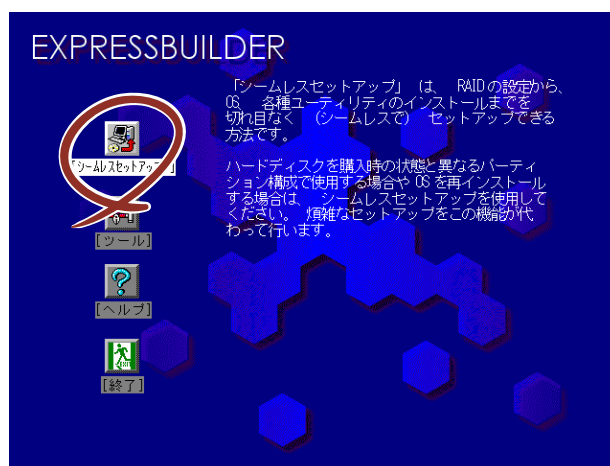 EXPRESSBUILDER
「シームレスセットアップ」 は、 RAIDの設定から、
OS、 各種ユーティリティのインストールまでを
切れ目なく (シームレスで) セットアップできる
方法です。
ハードディスクを購入時の状態と異なるパーティ
ション構成で使用する場合や OS を再インストール
する場合は、 シームレスセットアップを使用して
ください。 煩雑なセットアップをこの機能が代
わって行います。
[シームレスセットアップ]
[ツール]
[ヘルプ]
EXIT
[終了]